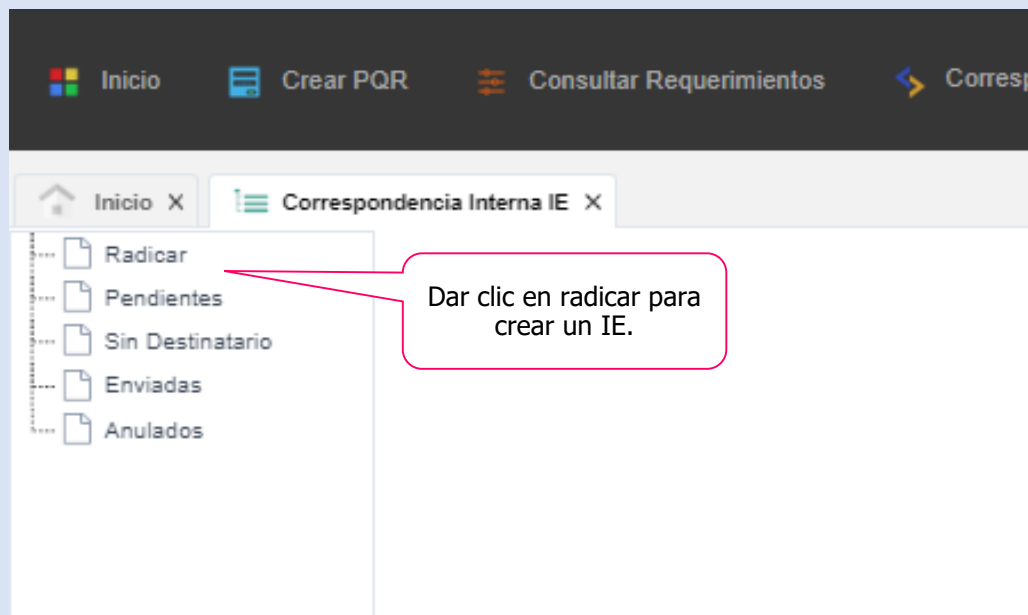 Inicio Crear PQR Consultar Requerimientos Corresp
Inicio X Correspondencia Interna IE X
Radicar
Pendientes
Sin Destinatario
Enviadas
Anulados
Dar clic en radicar para
crear un IE.